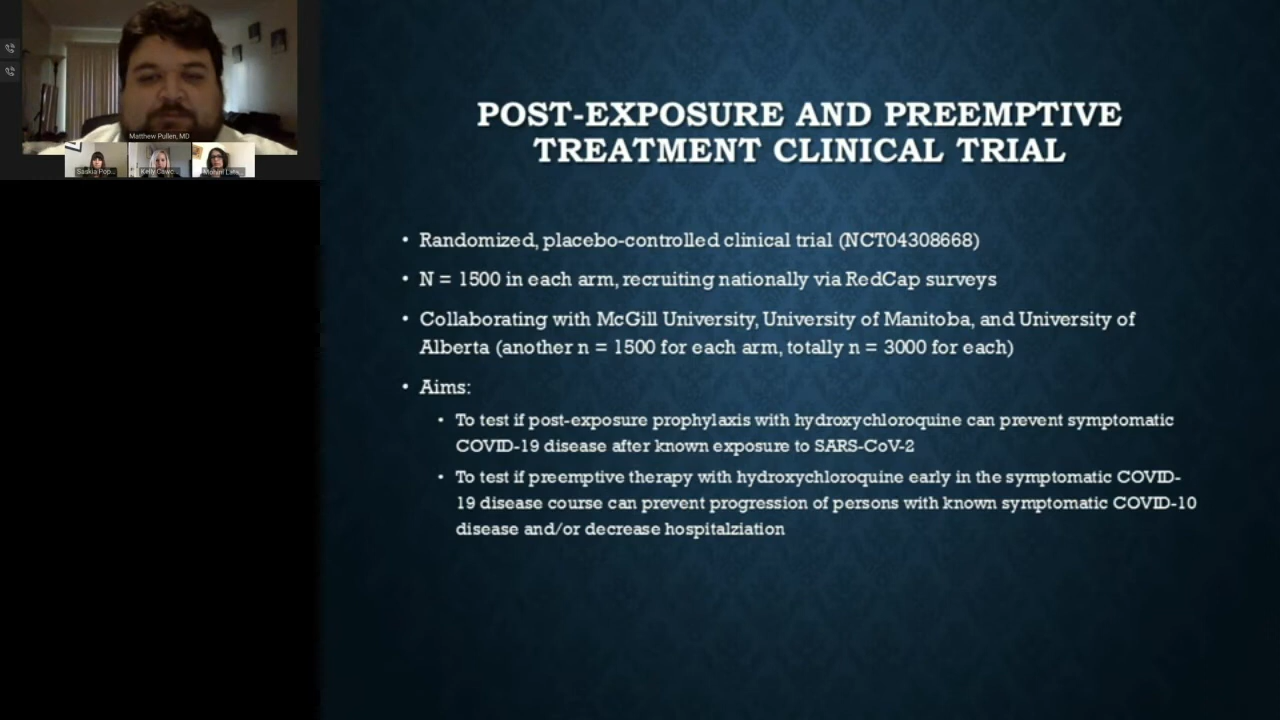 Matthew Pullen, MD
Saskia Pop...
Kelly Cawc...
POST-EXPOSURE AND PREEMPTIVE
TREATMENT CLINICAL TRIAL
• Randomized, placebo-controlled clinical trial (NCT04308668)
• N = 1500 in each arm, recruiting nationally via RedCap surveys
• Collaborating with McGill University, University of Manitoba, and University of
Alberta (another n = 1500 for each arm, totally n = 3000 for each)
• Aims:
• To test if post-exposure prophylaxis with hydroxychloroquine can prevent symptomatic
COVID-19 disease after known exposure to SARS-CoV-2
• To test if preemptive therapy with hydroxychloroquine early in the symptomatic COVID-
19 disease course can prevent progression of persons with known symptomatic COVID-10
disease and/or decrease hospitalziation